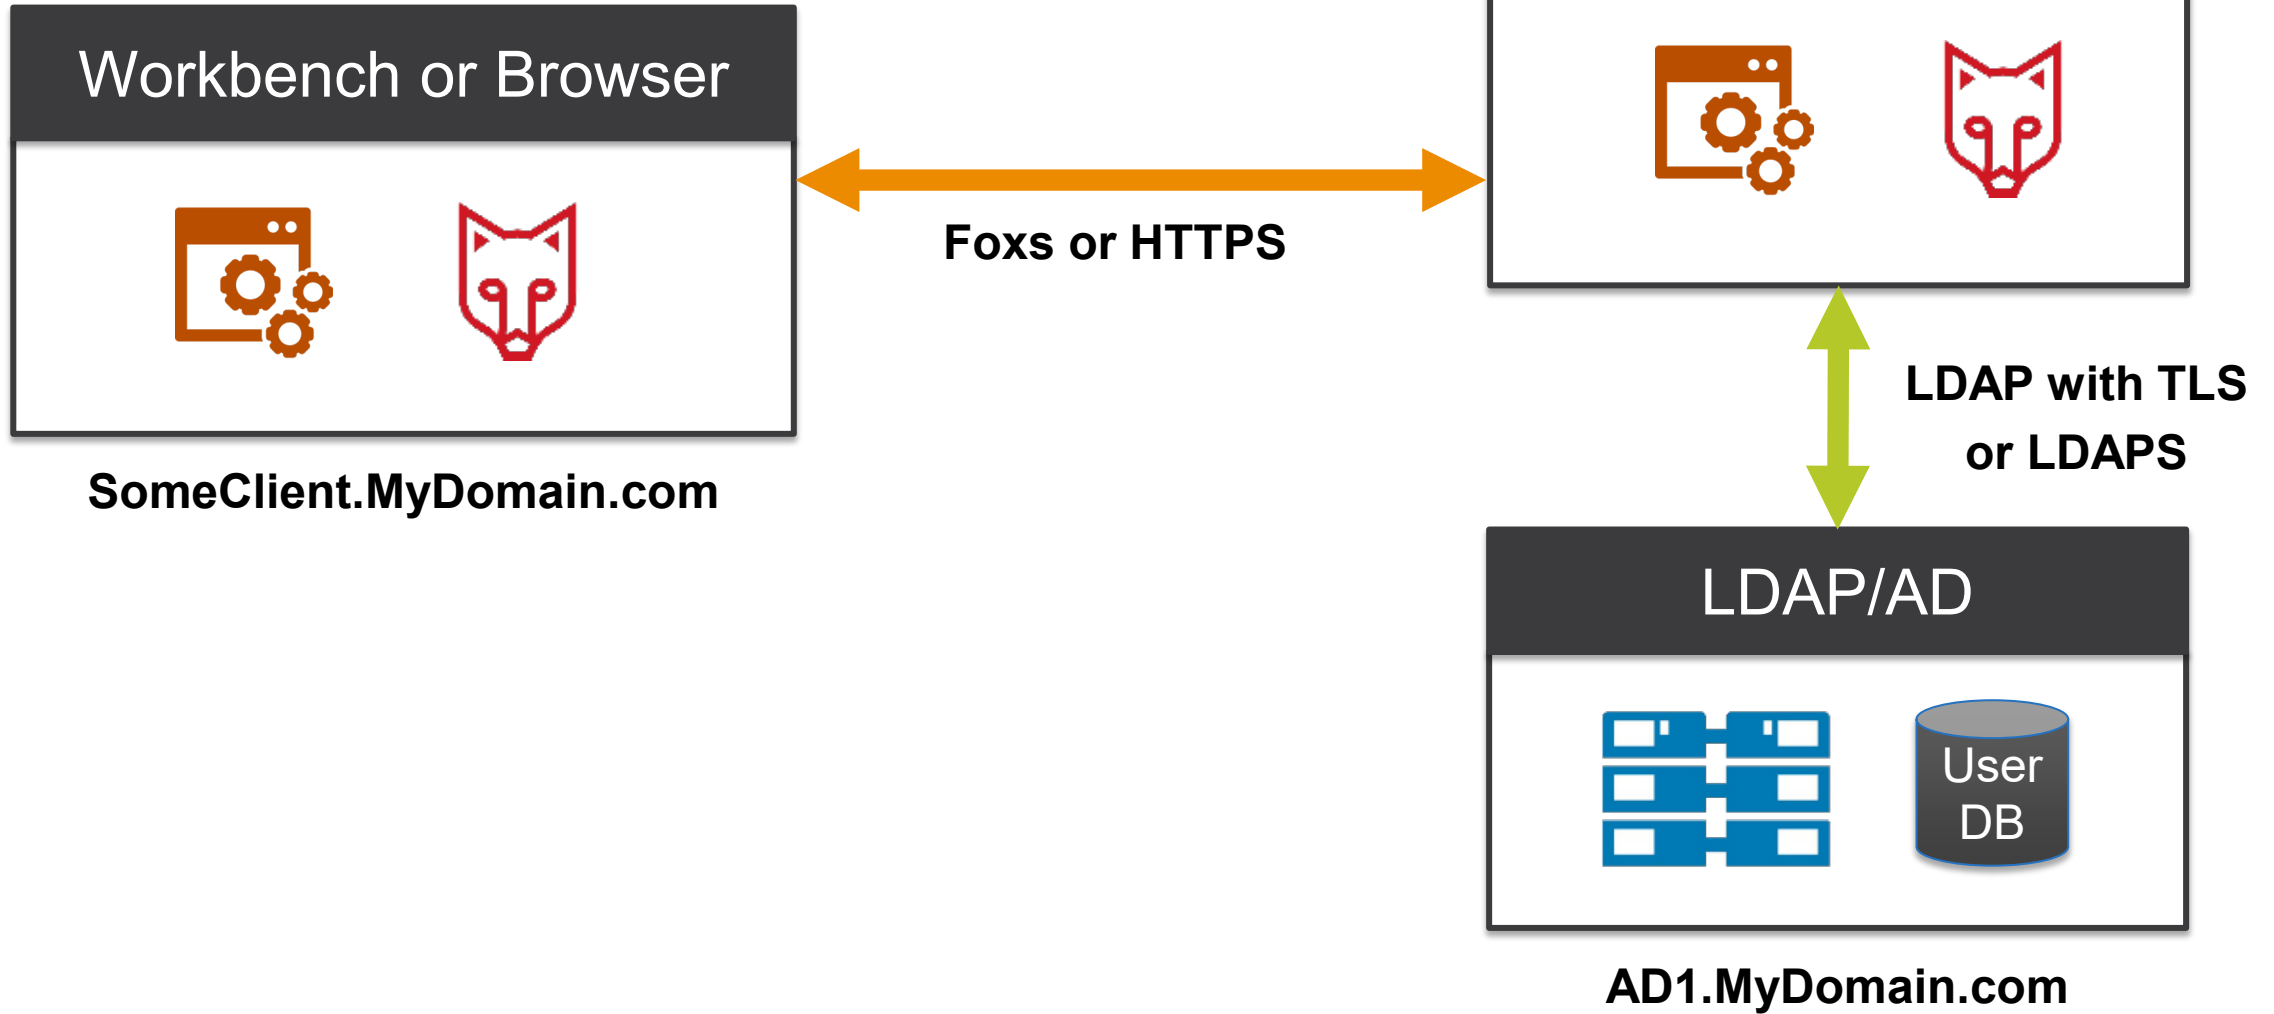 Workbench or Browser
Foxs or HTTPS
SomeClient.MyDomain.com
LDAP with TLS
or LDAPS
LDAP/AD
User
DB
AD1.MyDomain.com